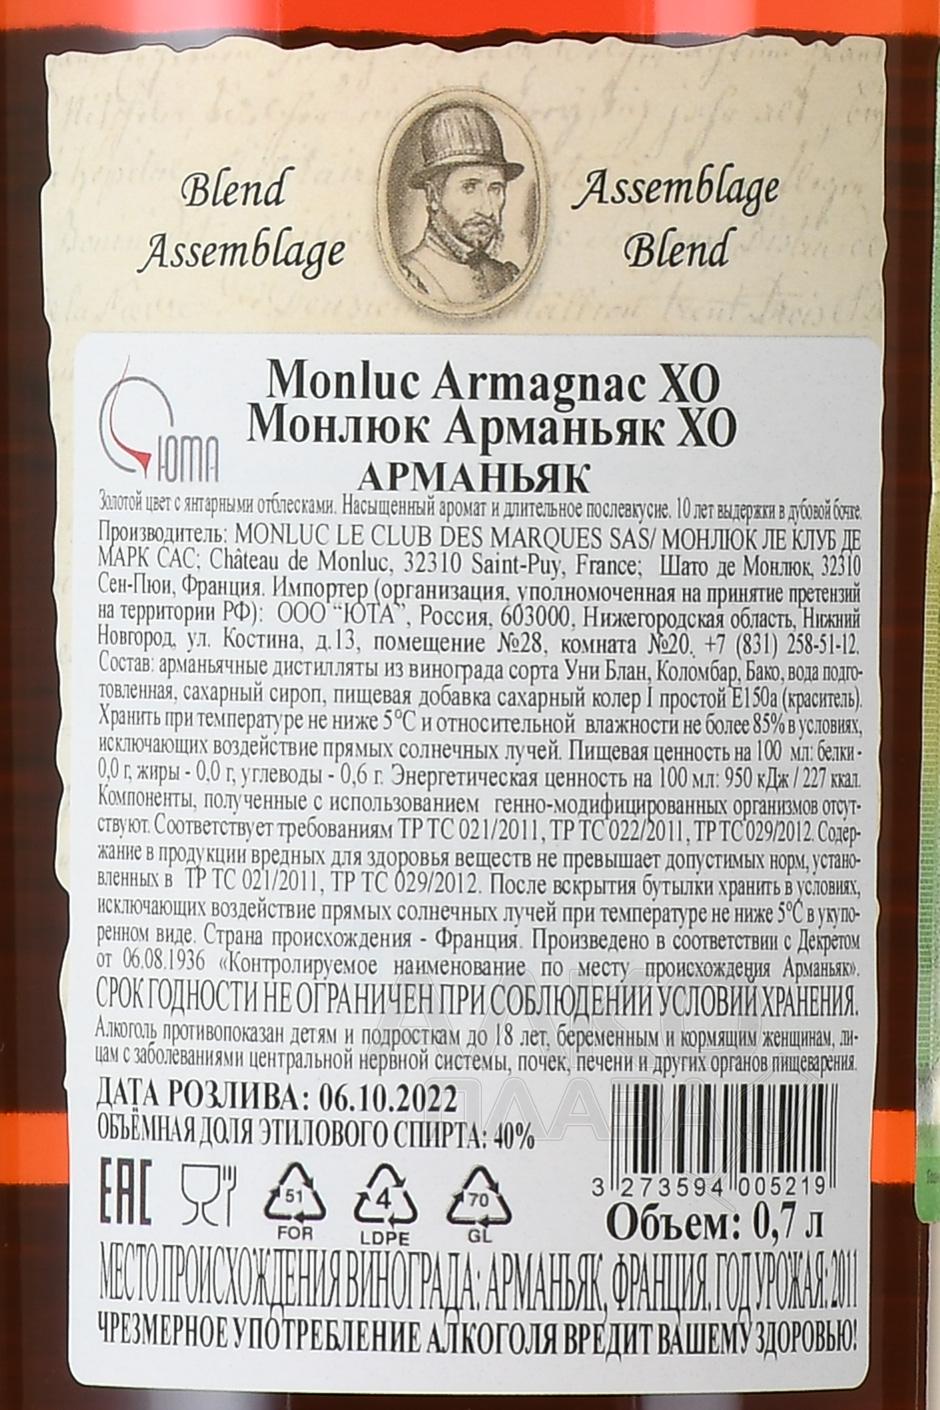 Blend
Assemblage
Assemblage
Blend
ЮТА
Monluc Armagnac XO
Монлюк Арманьяк ХО
АРМАНЬЯК
Золотой цвет с янтарными отблесками. Насыщенный аромат и длительное послевкусие. 10 лет выдержки в дубовой бочке.
Производитель: MONLUC LE CLUB DES MARQUES SAS/ МОНЛЮК ЛЕ КЛУБ ДЕ
МАРК САС; Château de Monluc, 32310 Saint-Puy, France; Шато де Монлюк, 32310
Сен-Пюи, Франция. Импортер (организация, уполномоченная на принятие претензий
на территории РФ): ООО “ЮТА”, Россия, 603000, Нижегородская область, Нижний
Новгород, ул. Костина, д.13, помещение №28, комната №20, +7 (831) 258-51-12.
Состав: арманьячные дистилляты из винограда сорта Уни Блан, Коломбар, Бако, вода подго-
товленная, сахарный сироп, пищевая добавка сахарный колер I простой Е150а (краситель).
Хранить при температуре не ниже 5°С и относительной влажности не более 85% в условиях,
исключающих воздействие прямых солнечных лучей. Пищевая ценность на 100 мл: белки -
0,0 г, жиры - 0,0 г, углеводы - 0,6 г. Энергетическая ценность на 100 мл: 950 кДж / 227 ккал.
Компоненты, полученные с использованием генно-модифицированных организмов отсут-
ствуют. Соответствует требованиям ТР ТС 021/2011, ТР ТС 022/2011, ТР ТС 029/2012. Содер-
жание в продукции вредных для здоровья веществ не превышает допустимых норм, устано-
вленных в ТР ТС 021/2011, ТР ТС 029/2012. После вскрытия бутылки хранить в условиях,
исключающих воздействие прямых солнечных лучей при температуре не ниже 5°С в укупо-
ренном виде. Страна происхождения - Франция. Произведено в соответствии с Декретом
от 06.08.1936 «Контролируемое наименование по месту происхождения Арманьяк».
СРОК ГОДНОСТИ НЕ ОГРАНИЧЕН ПРИ СОБЛЮДЕНИИ УСЛОВИЙ ХРАНЕНИЯ.
Алкоголь противопоказан детям и подросткам до 18 лет, беременным и кормящим женщинам, ли-
цам с заболеваниями центральной нервной системы, почек, печени и других органов пищеварения.
ДАТА РОЗЛИВА: 06.10.2022
ОБЪЁМНАЯ ДОЛЯ ЭТИЛОВОГО СПИРТА: 40%
EAC
51
FOR
4
LDPE
70
GL
3 273594 005219
Объем: 0,7 л
МЕСТО ПРОИСХОЖДЕНИЯ ВИНОГРАДА: АРМАНЬЯК, ФРАНЦИЯ. ГОД УРОЖАЯ: 2011
ЧРЕЗМЕРНОЕ УПОТРЕБЛЕНИЕ АЛКОГОЛЯ ВРЕДИТ ВАШЕМУ ЗДОРОВЬЮ!